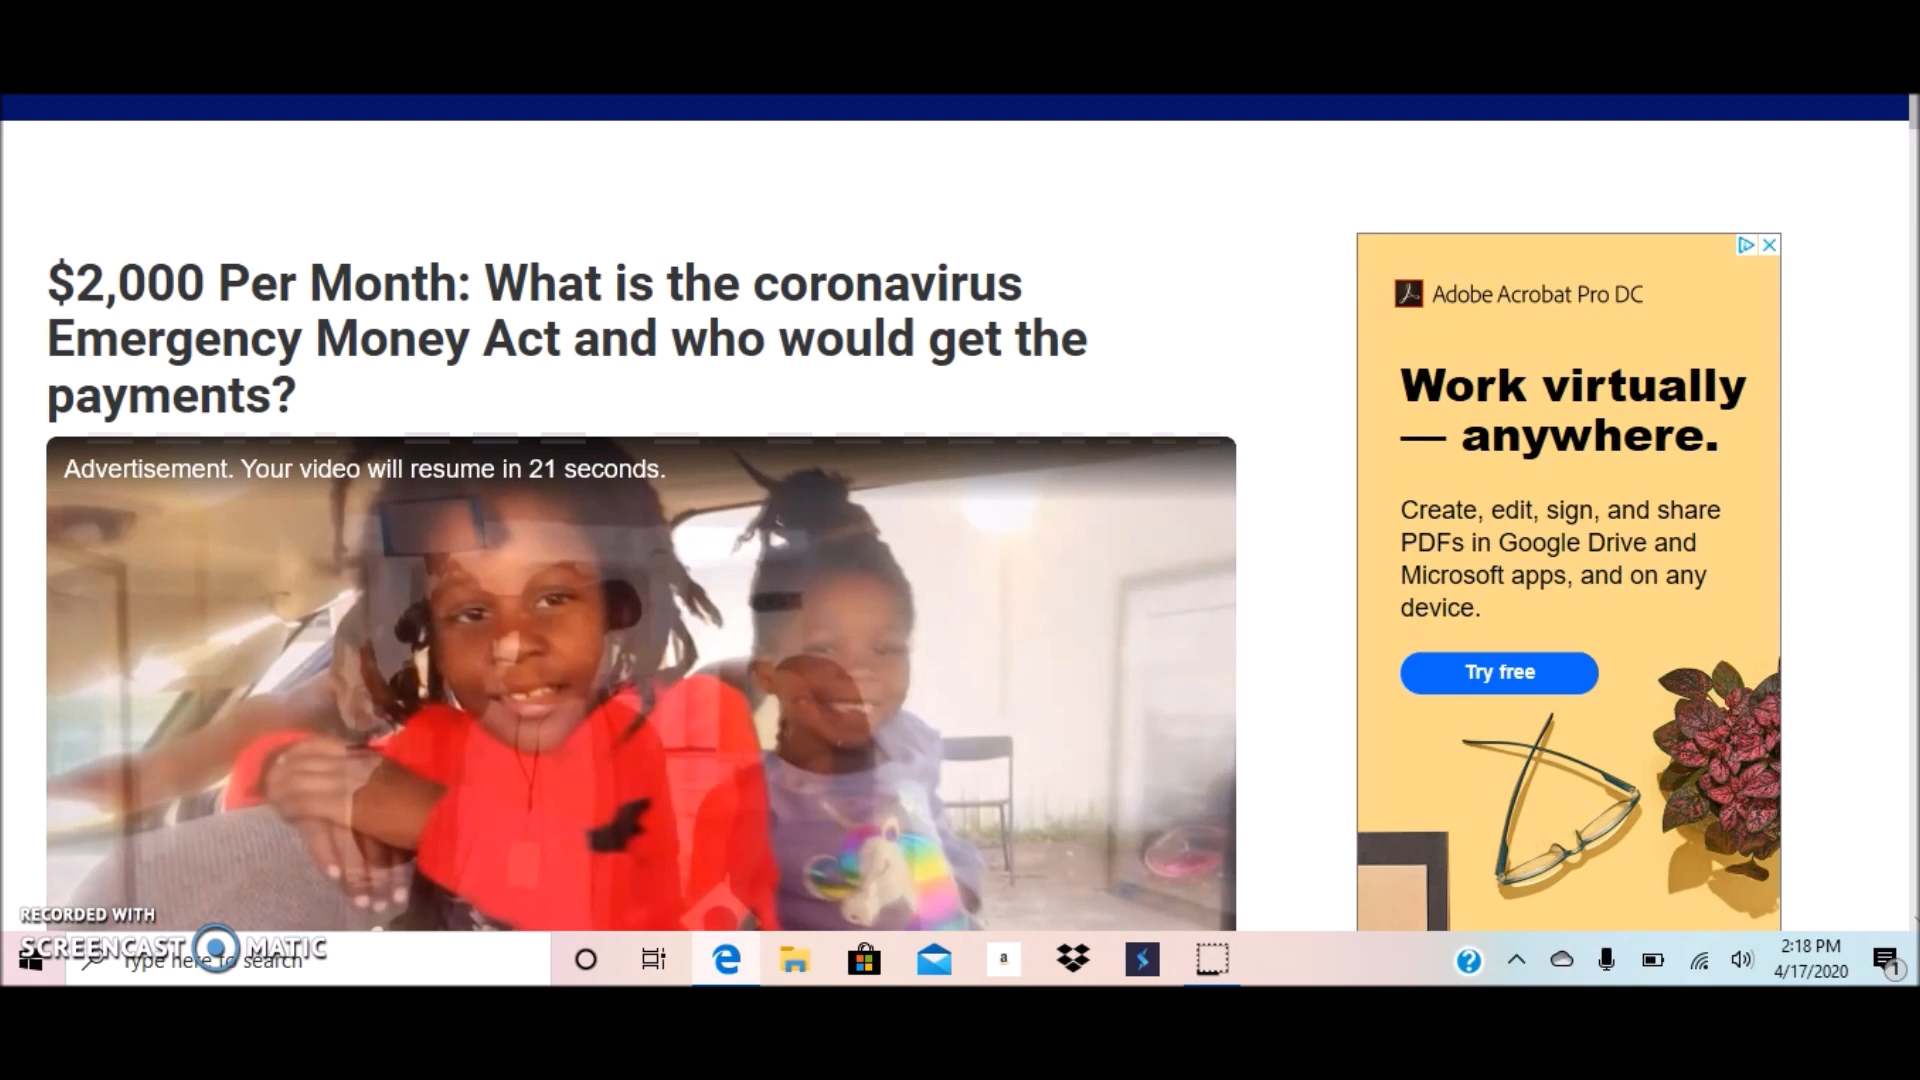 $2,000 Per Month: What is the coronavirus
Emergency Money Act and who would get the
payments?
Advertisement. Your video will resume in 21 seconds.
Adobe Acrobat Pro DC
Work virtually
— anywhere.
Create, edit, sign, and share
PDFs in Google Drive and
Microsoft apps, and on any
device.
Try free
RECORDED WITH
SCREENCAST MATIC
Type here to search
a
2:18 PM
4/17/2020
1